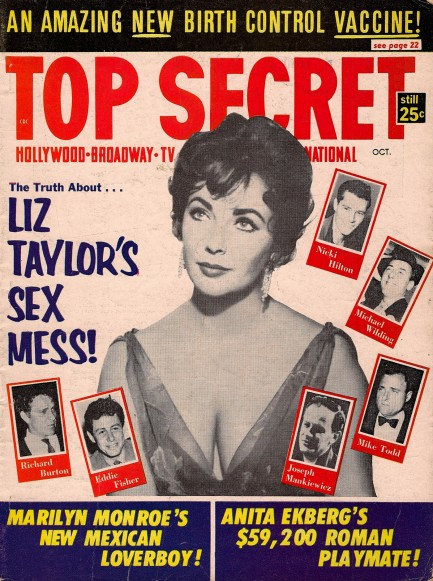 AN AMAZING NEW BIRTH CONTROL VACCINE!
see page 22
TOP SECRET
still
25¢
HOLLYWOOD•BROADWAY•TV
NATIONAL
OCT.
The Truth About...
LIZ
TAYLOR'S
SEX
MESS!
Nicki
Hilton
Michael
Wilding
Mike Todd
Joseph
Mankiewicz
Eddie
Fisher
Richard
Burton
MARILYN MONROE'S
NEW MEXICAN
LOVERBOY!
ANITA EKBERG'S
$59,200 ROMAN
PLAYMATE!